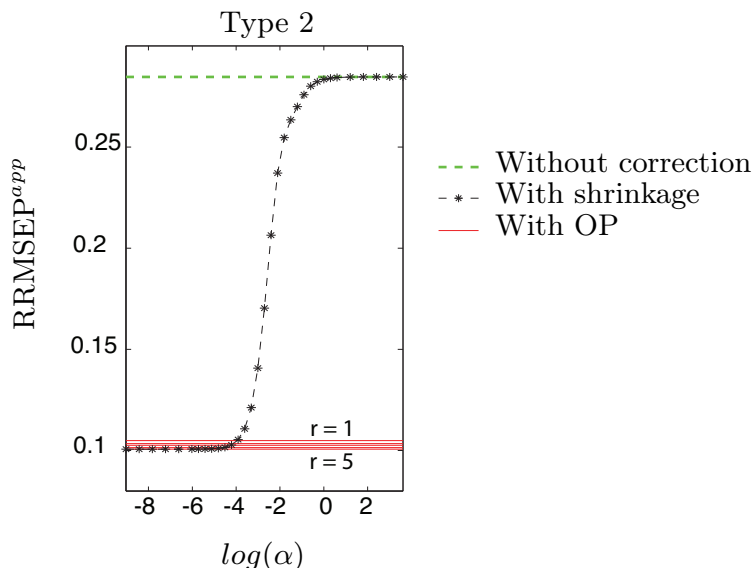 Type 2
RRMSEP^{app}
0.25
0.2
0.15
0.1
r = 1
r = 5
-8 -6 -4 -2 0 2
log(α)
Without correction
With shrinkage
With OP